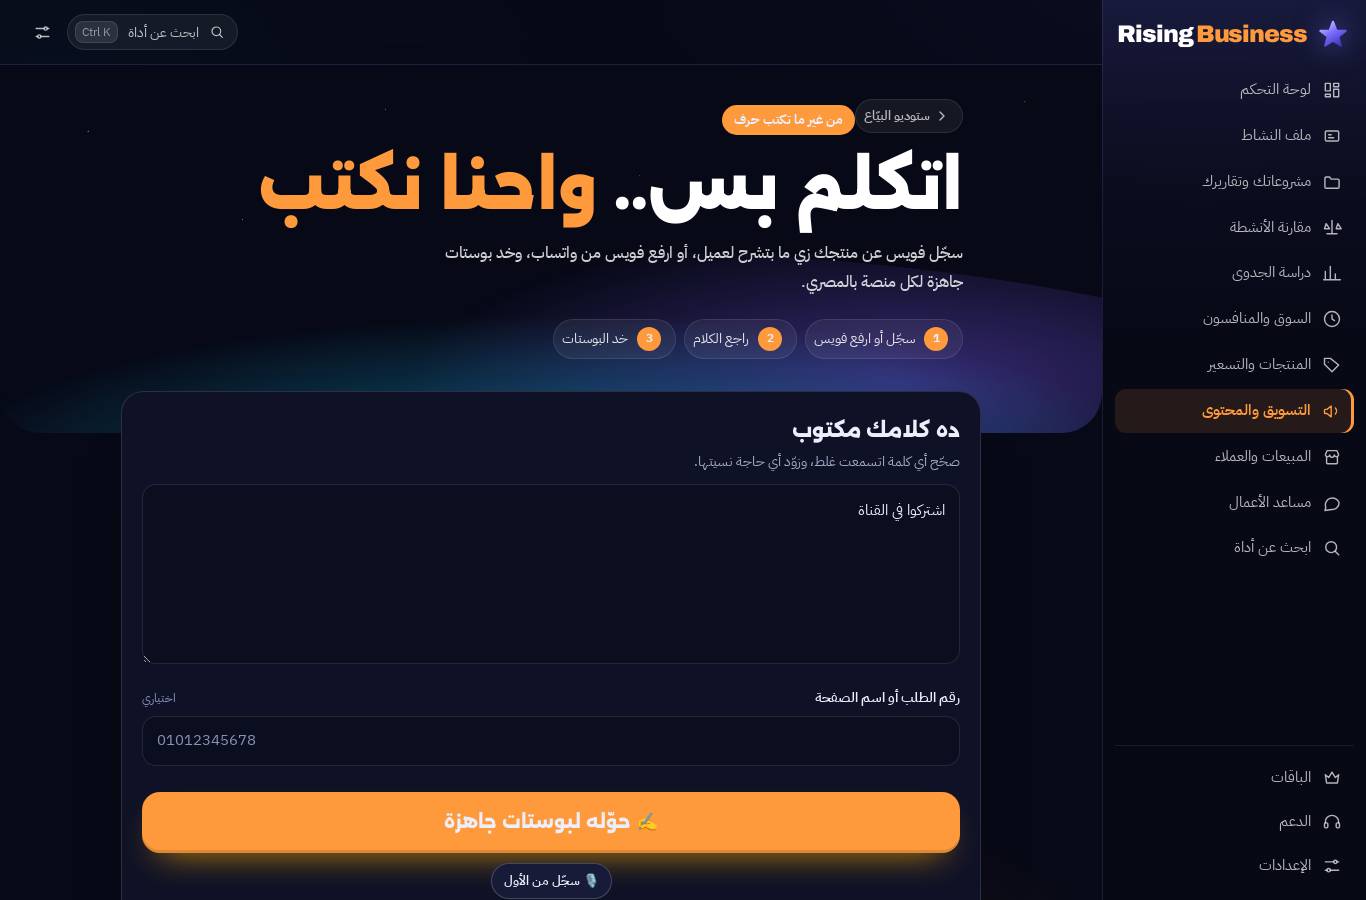 Rising Business
لوحة التحكم
ملف النشاط
مشروعاتك وتقاريرك
مقارنة الأنشطة
دراسة الجدوى
السوق والمنافسون
المنتجات والتسعير
التسويق والمحتوى
المبيعات والعملاء
مساعد الأعمال
ابحث عن أداة
الباقات
الدعم
الإعدادات
ابحث عن أداة Ctrl K
ستوديو البيّاع
من غير ما تكتب حرف
اتكلم بس.. واحنا نكتب
سجّل فويس عن منتجك زي ما بتشرح لعميل، أو ارفع فويس من واتساب، وخد بوستات
جاهزة لكل منصة بالمصري.
1 سجّل أو ارفع فويس
2 راجع الكلام
3 خد البوستات
ده كلامك مكتوب
صحّح أي كلمة اتسمعت غلط، وزوّد أي حاجة نسيتها.
اشتركوا في القناة
رقم الطلب أو اسم الصفحة
اختياري
01012345678
✍️ حوّله لبوستات جاهزة
🎙️ سجّل من الأول